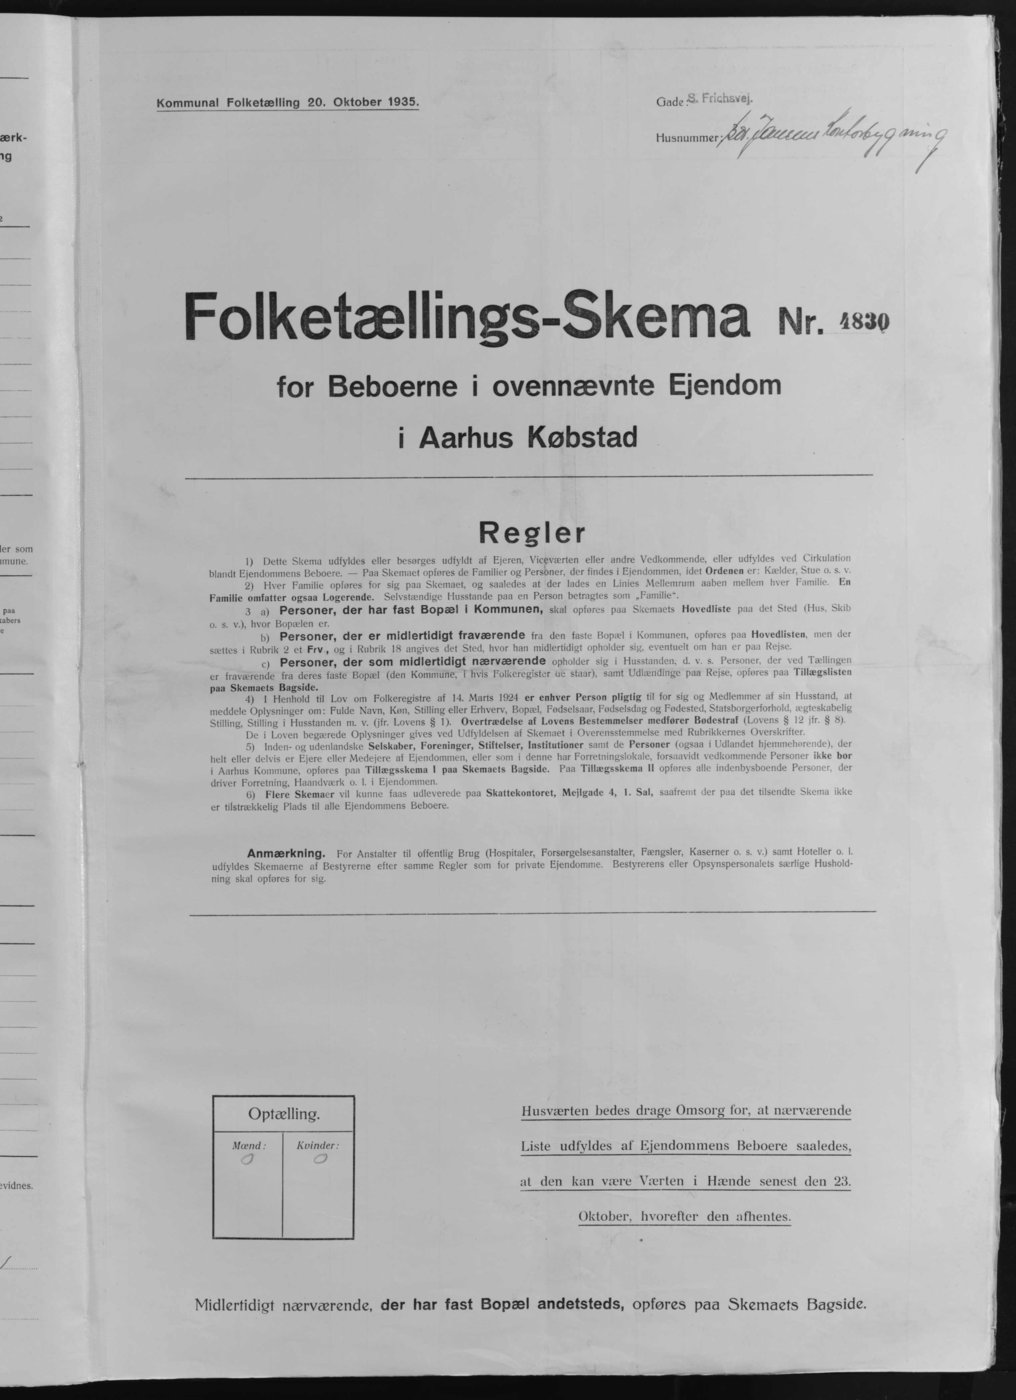 Kommunal Folketælling 20. Oktober 1935.
Gade: S. Frichsvej.
Husnummer: Kontorbygning
Folketællings-Skema Nr. 4830
for Beboerne i ovennævnte Ejendom
i Aarhus Købstad
Regler
1) Dette Skema udfyldes eller besørges udfyldt af Ejeren, Viceværten eller andre Vedkommende, eller udfyldes ved Cirkulation
blandt Ejendommens Beboere. — Paa Skemaet opføres de Familier og Personer, der findes i Ejendommen, idet Ordenen er: Kælder, Stue o. s. v.
2) Hver Familie opføres for sig paa Skemaet, og saaledes at der lades en Linies Mellemrum aaben mellem hver Familie. En
Familie omfatter ogsaa Logerende. Selvstændige Husstande paa en Person betragtes som „Familie“.
3 a) Personer, der har fast Bopæl i Kommunen, skal opføres paa Skemaets Hovedliste paa det Sted (Hus, Skib
o. s. v.), hvor Bopælen er.
b) Personer, der er midlertidigt fraværende fra den faste Bopæl i Kommunen, opføres paa Hovedlisten, men der
sættes i Rubrik 2 et Frv., og i Rubrik 18 angives det Sted, hvor han midlertidigt opholder sig, eventuelt om han er paa Rejse.
c) Personer, der som midlertidigt nærværende opholder sig i Husstanden, d. v. s. Personer, der ved Tællingen
er fraværende fra deres faste Bopæl (den Kommune, i hvis Folkeregister de staar), samt Udlændinge paa Rejse, opføres paa Tillægslisten
paa Skemaets Bagside.
4) I Henhold til Lov om Folkeregistre af 14. Marts 1924 er enhver Person pligtig til for sig og Medlemmer af sin Husstand, at
meddele Oplysninger om: Fulde Navn, Køn, Stilling eller Erhverv, Bopæl, Fødselsaar, Fødselsdag og Fødested, Statsborgerforhold, ægteskabelig
Stilling, Stilling i Husstanden m. v. (jfr. Lovens § 1). Overtrædelse af Lovens Bestemmelser medfører Bødestraf (Lovens § 12 jfr. § 8).
De i Loven begærede Oplysninger gives ved Udfyldelsen af Skemaet i Overensstemmelse med Rubrikkernes Overskrifter.
5) Inden- og udenlandske Selskaber, Foreninger, Stiftelser, Institutioner samt de Personer (ogsaa i Udlandet hjemmehørende), der
helt eller delvis er Ejere eller Medejere af Ejendommen, eller som i denne har Forretningslokale, forsaavidt vedkommende Personer ikke bor
i Aarhus Kommune, opføres paa Tillægsskema I paa Skemaets Bagside. Paa Tillægsskema II opføres alle indenbysboende Personer, der
driver Forretning, Haandværk o. l. i Ejendommen.
6) Flere Skemaer vil kunne faas udleverede paa Skattekontoret, Mejlgade 4, 1. Sal, saafremt der paa det tilsendte Skema ikke
er tilstrækkelig Plads til alle Ejendommens Beboere.
Anmærkning. For Anstalter til offentlig Brug (Hospitaler, Forsørgelsesanstalter, Fængsler, Kaserner o. s. v.) samt Hoteller o. l.
udfyldes Skemaerne af Bestyrerne efter samme Regler som for private Ejendomme. Bestyrerens eller Opsynspersonalets særlige Hushold-
ning skal opføres for sig.
Optælling.
Mænd: Kvinder:
0 0
Husværten bedes drage Omsorg for, at nærværende
Liste udfyldes af Ejendommens Beboere saaledes,
at den kan være Værten i Hænde senest den 23.
Oktober, hvorefter den afhentes.
Midlertidigt nærværende, der har fast Bopæl andetsteds, opføres paa Skemaets Bagside.